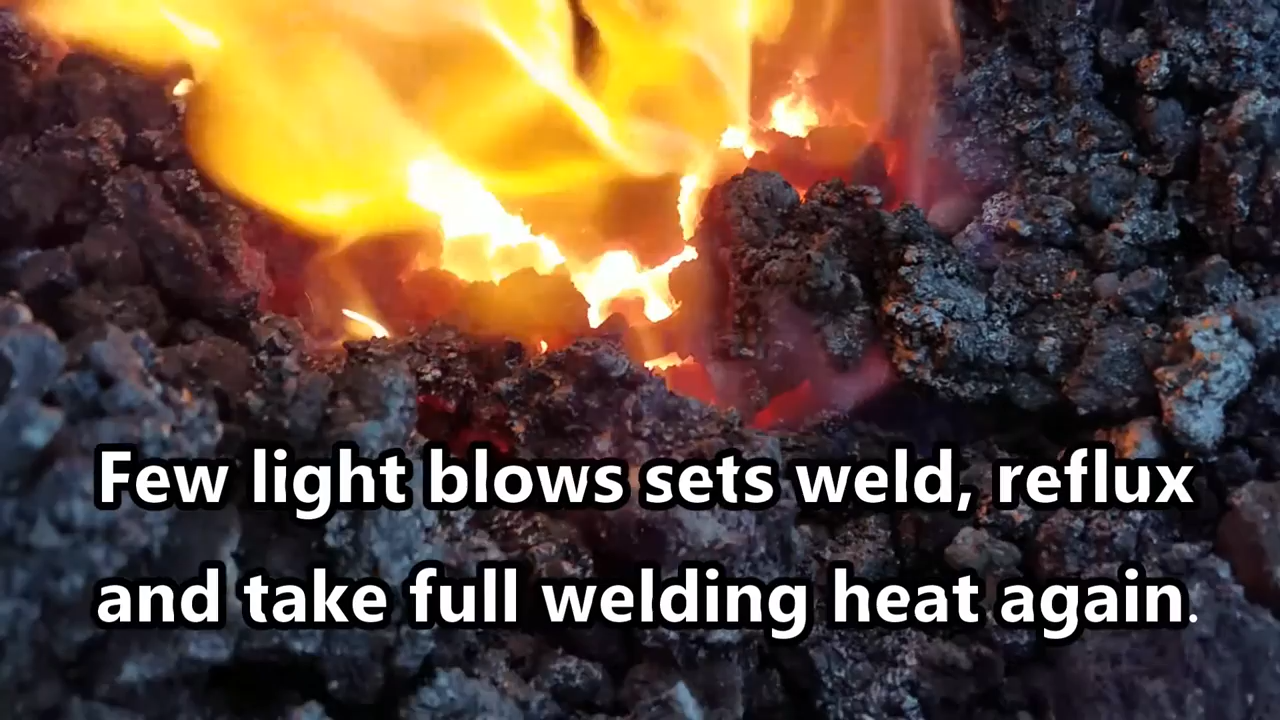 Few light blows sets weld, reflux
and take full welding heat again.